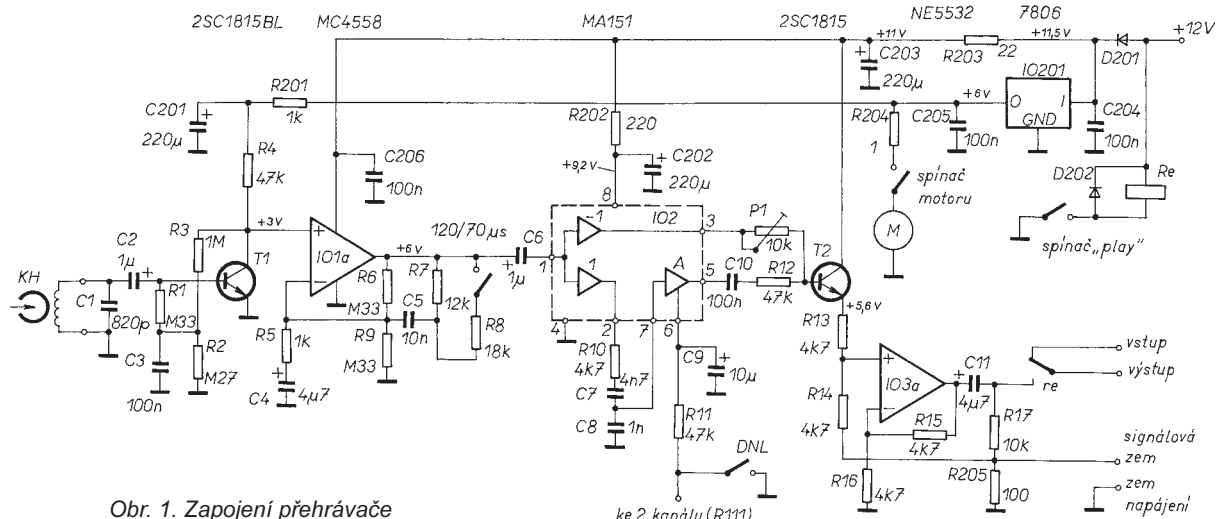 2SC1815BL MC4558 MA151 2SC1815 NE5532 7806
+11V
+11,5V
+12V
C203
220µ
R203
22
D201
R201
1k
C201
220µ
R202
220
+6V
O
IO201
I
GND
R204
1
C205
100n
C204
100n
R4
47k
C206
100n
+9,2V
C202
220µ
D202
Re
spínač
motoru
M
spínač„play"
8
R3
1M
+3V
C2
1µ
T1
IO1a
+6V
120/70 µs
C6
1µ
1
-1
IO2
3
P1
10k
T2
KH
C1
820p
R1
M33
R6
M33
R7
12k
1
A
5
C10
100n
R12
47k
+5,6V
R5
1k
C5
10n
R8
18k
4
2
7
6
C9
10µ
R13
4k7
C3
100n
R2
M27
R9
M33
C4
4µ7
R10
4k7
4n7
C7
C8
1n
R11
47k
DNL
R14
4k7
IO3a
C11
4µ7
re
vstup
výstup
R15
4k7
R17
10k
signálová
zem
R16
4k7
R205
100
zem
napájení
ke 2. kanálu (R111)
Obr. 1. Zapojení přehrávače